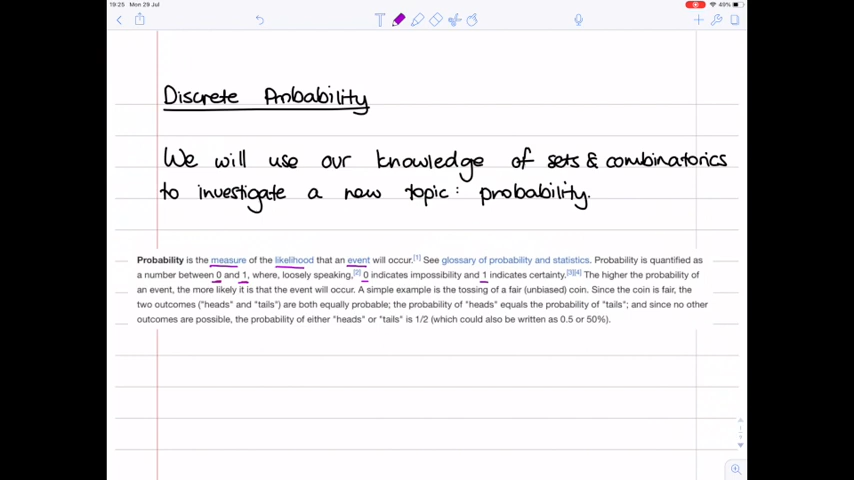 19:25 Mon 29 Jul
49%
Discrete Probability
We will use our knowledge of sets & combinatorics
to investigate a new topic: probability.
Probability is the measure of the likelihood that an event will occur.[1] See glossary of probability and statistics. Probability is quantified as
a number between 0 and 1, where, loosely speaking,[2] 0 indicates impossibility and 1 indicates certainty.[3][4] The higher the probability of
an event, the more likely it is that the event will occur. A simple example is the tossing of a fair (unbiased) coin. Since the coin is fair, the
two outcomes ("heads" and "tails") are both equally probable; the probability of "heads" equals the probability of "tails"; and since no other
outcomes are possible, the probability of either "heads" or "tails" is 1/2 (which could also be written as 0.5 or 50%).